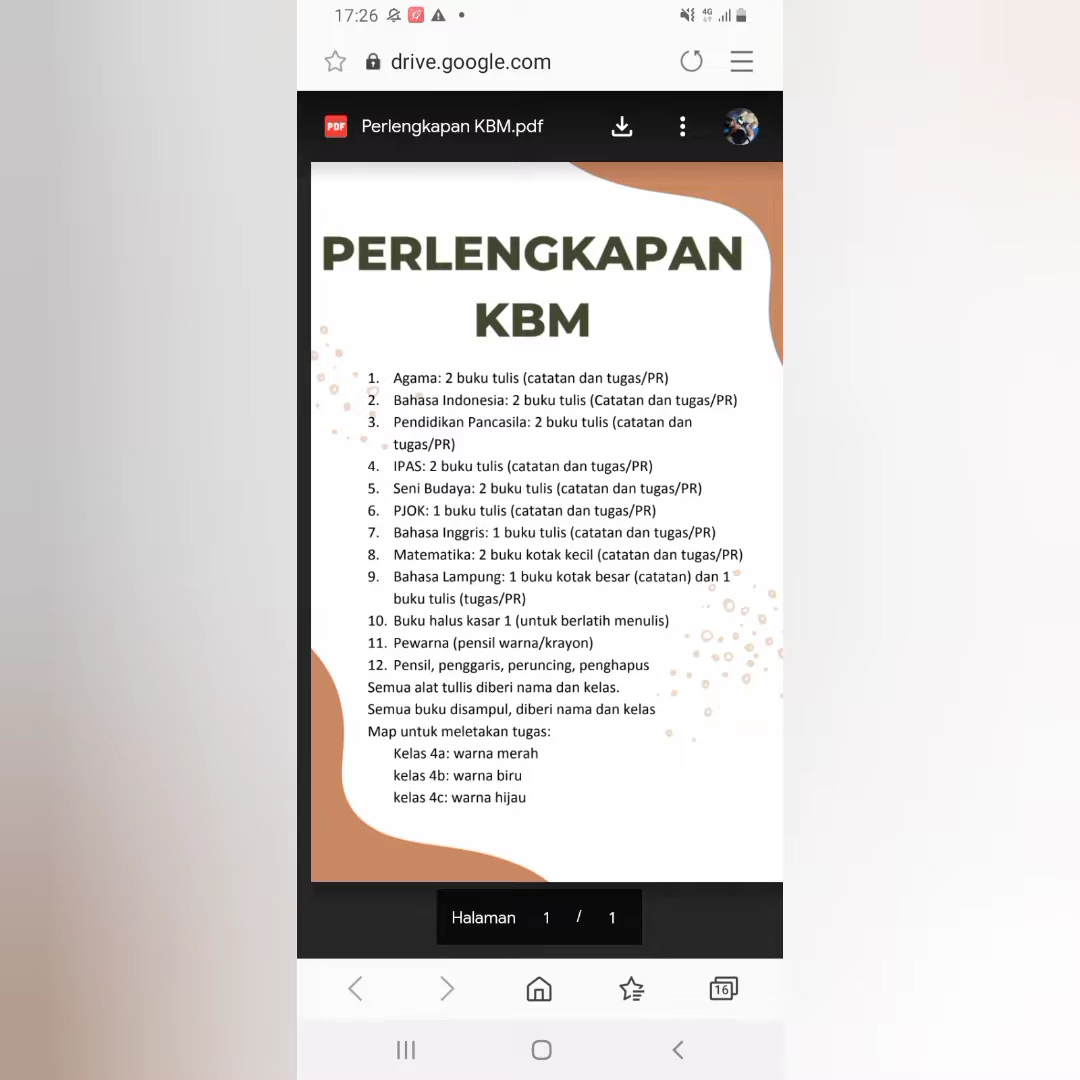 17:26
4G
drive.google.com
PDF Perlengkapan KBM.pdf
PERLENGKAPAN
KBM
1. Agama: 2 buku tulis (catatan dan tugas/PR)
2. Bahasa Indonesia: 2 buku tulis (Catatan dan tugas/PR)
3. Pendidikan Pancasila: 2 buku tulis (catatan dan
tugas/PR)
4. IPAS: 2 buku tulis (catatan dan tugas/PR)
5. Seni Budaya: 2 buku tulis (catatan dan tugas/PR)
6. PJOK: 1 buku tulis (catatan dan tugas/PR)
7. Bahasa Inggris: 1 buku tulis (catatan dan tugas/PR)
8. Matematika: 2 buku kotak kecil (catatan dan tugas/PR)
9. Bahasa Lampung: 1 buku kotak besar (catatan) dan 1
buku tulis (tugas/PR)
10. Buku halus kasar 1 (untuk berlatih menulis)
11. Pewarna (pensil warna/krayon)
12. Pensil, penggaris, peruncing, penghapus
Semua alat tullis diberi nama dan kelas.
Semua buku disampul, diberi nama dan kelas
Map untuk meletakan tugas:
Kelas 4a: warna merah
kelas 4b: warna biru
kelas 4c: warna hijau
Halaman 1 / 1
16